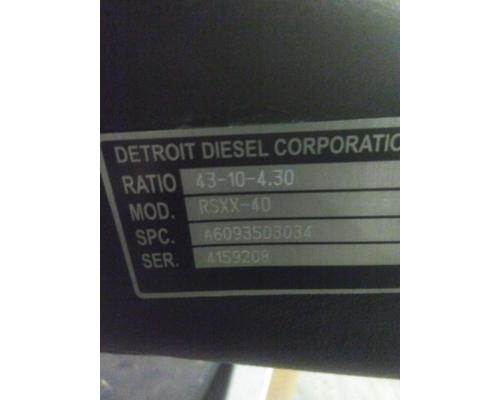 DETROIT DIESEL CORPORATIO
RATIO 43-10-4.30
MOD. RSXX-40
SPC. A6093503034
SER. 4159208